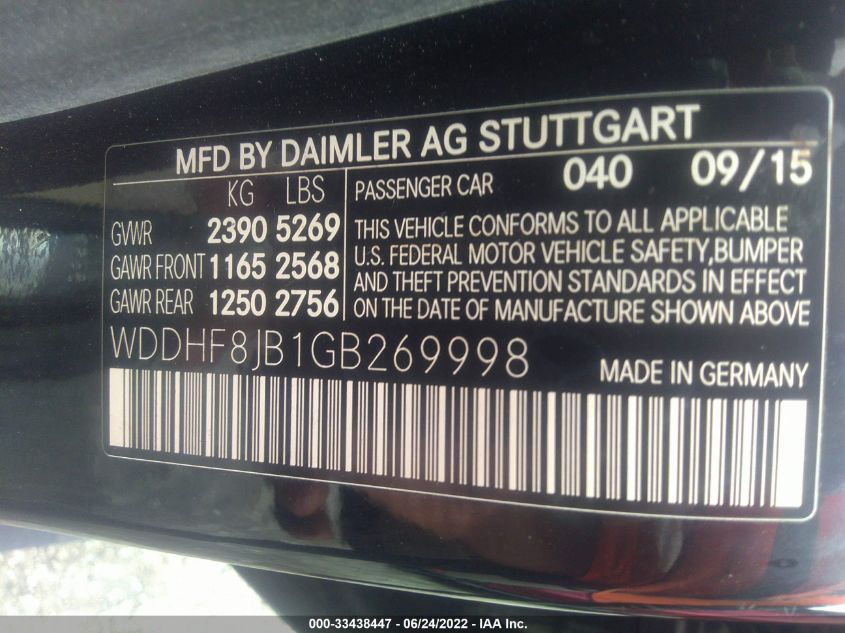 MFD BY DAIMLER AG STUTTGART
KG LBS
GVWR 2390 5269
GAWR FRONT 1165 2568
GAWR REAR 1250 2756
PASSENGER CAR 040 09/15
THIS VEHICLE CONFORMS TO ALL APPLICABLE
U.S. FEDERAL MOTOR VEHICLE SAFETY,BUMPER
AND THEFT PREVENTION STANDARDS IN EFFECT
ON THE DATE OF MANUFACTURE SHOWN ABOVE
WDDHF8JB1GB269998
MADE IN GERMANY
000-33438447 - 06/24/2022 - IAA Inc.